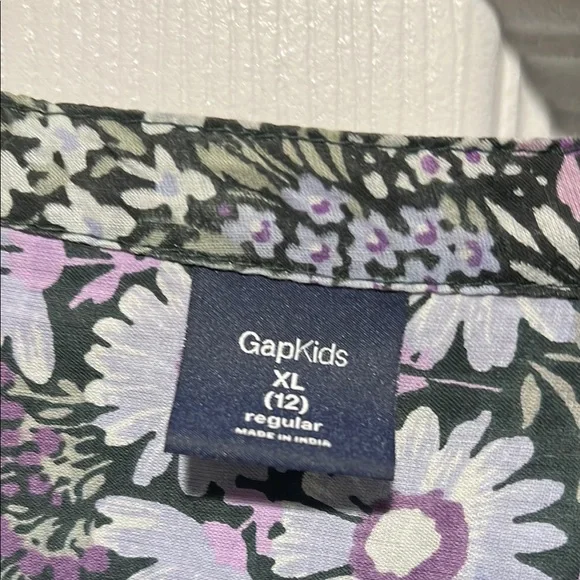 GapKids
XL
(12)
regular
MADE IN INDIA